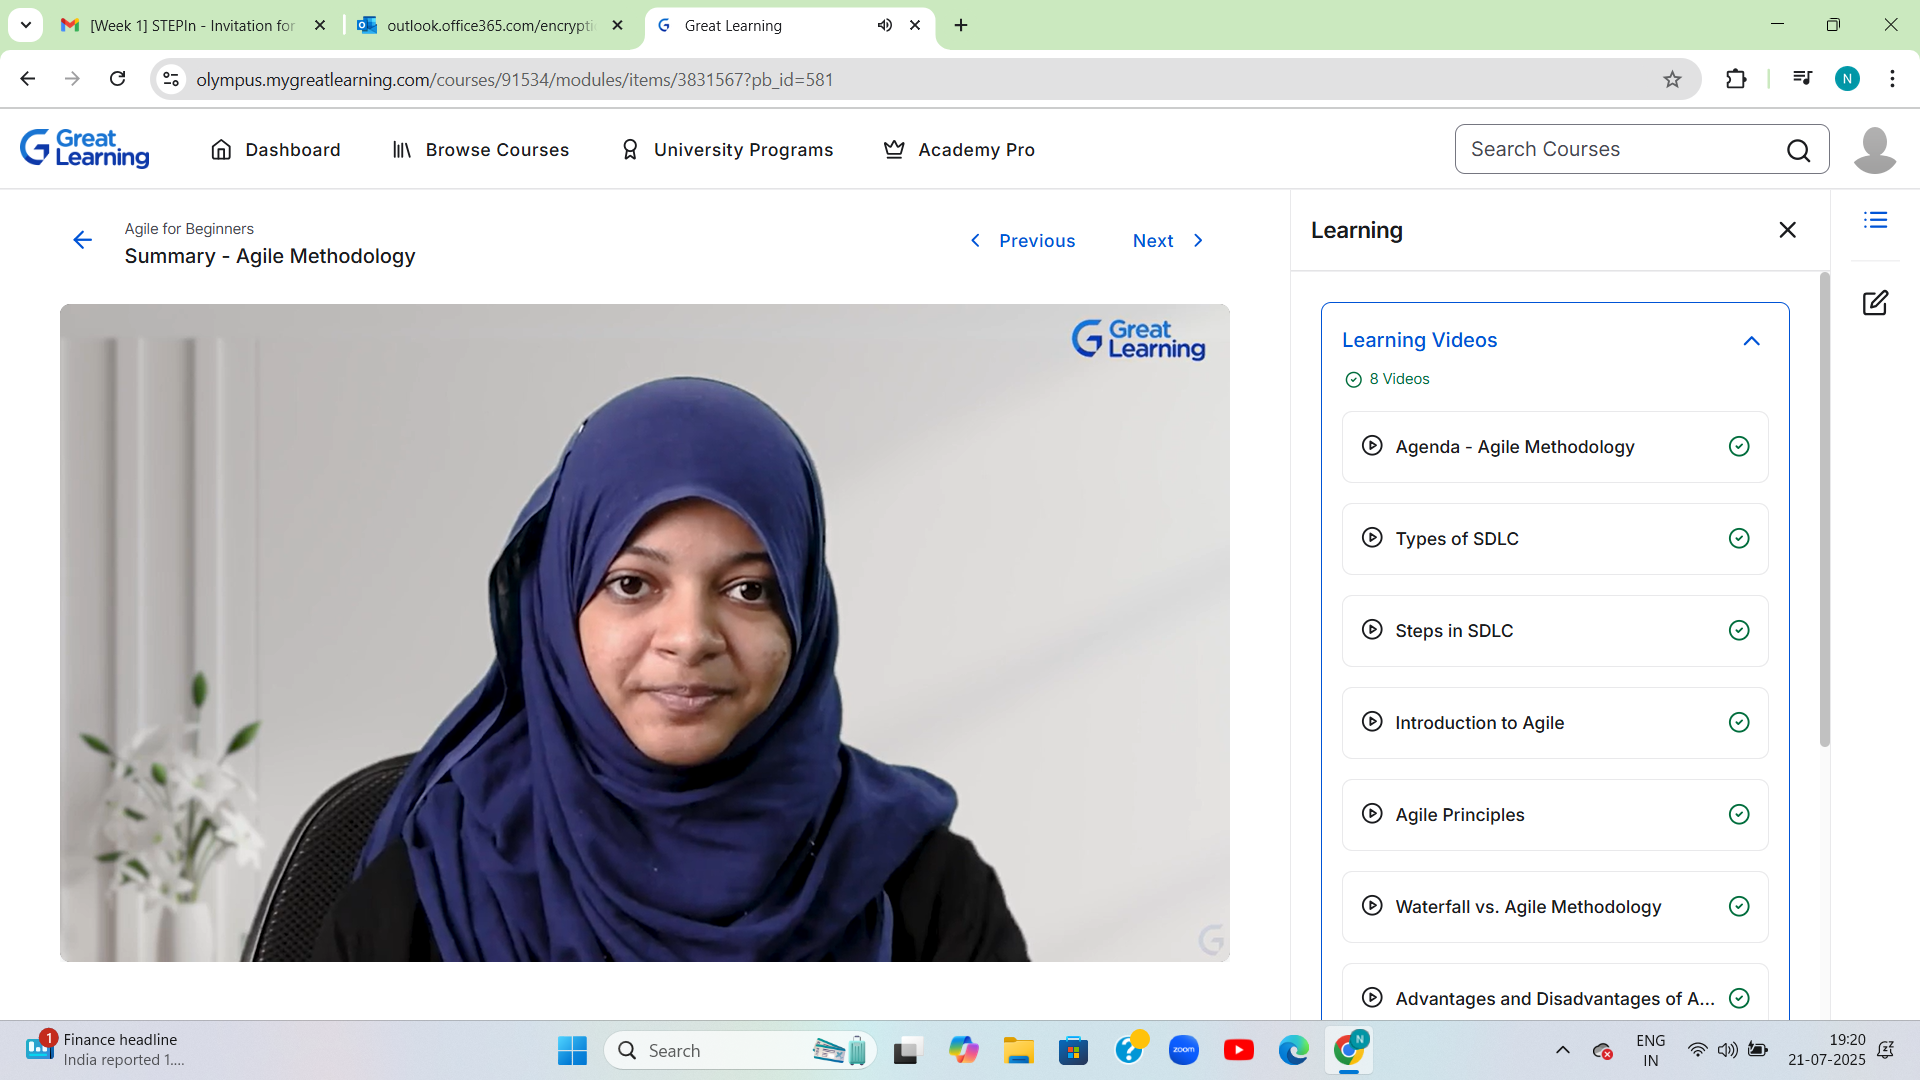 [Week 1] STEPIn - Invitation for
outlook.office365.com/encrypti
Great Learning
olympus.mygreatlearning.com/courses/91534/modules/items/3831567?pb_id=581
N
Great
Learning
Dashboard
Browse Courses
University Programs
Academy Pro
Search Courses
Agile for Beginners
Summary - Agile Methodology
Previous
Next
Great
Learning
Learning
Learning Videos
8 Videos
Agenda - Agile Methodology
Types of SDLC
Steps in SDLC
Introduction to Agile
Agile Principles
Waterfall vs. Agile Methodology
Advantages and Disadvantages of A...
1
Finance headline
India reported 1....
Search
zoom
N
ENG
IN
19:20
21-07-2025